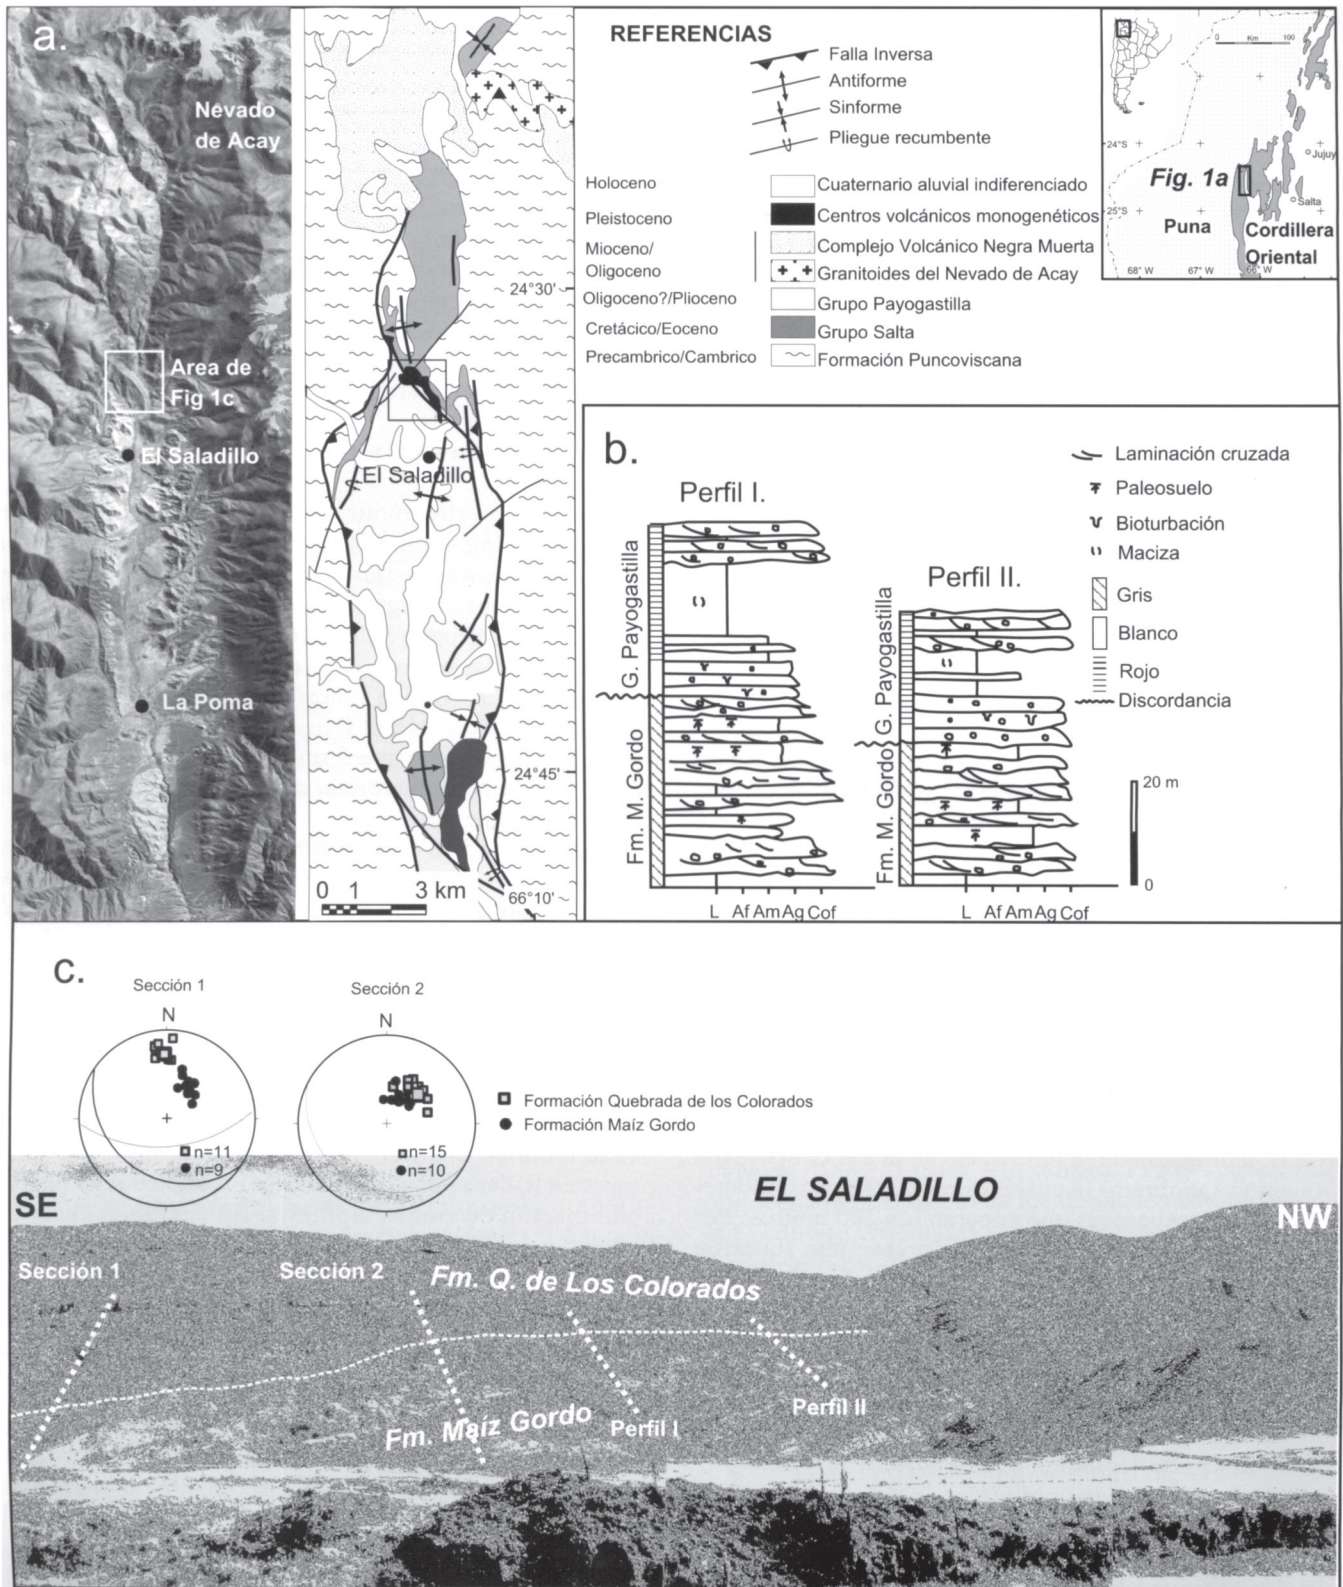 a.
Nevado
de Acay
Area de
Fig 1c
El Saladillo
La Poma
24°30'
El Saladillo
24°45'
66°10'
0 1 3 km
REFERENCIAS
Falla Inversa
Antiforme
Sinforme
Pliegue recumbente
Holoceno
Cuaternario aluvial indiferenciado
Pleistoceno
Centros volcánicos monogenéticos
Mioceno/
Oligoceno
Complejo Volcánico Negra Muerta
Granitoides del Nevado de Acay
Oligoceno?/Plioceno
Grupo Payogastilla
Cretácico/Eoceno
Grupo Salta
Precambrico/Cambrico
Formación Puncoviscana
0 Km 100
24°S
Jujuy
Fig. 1a
Salta
25°S
Puna
Cordillera
Oriental
68° W 67° W 66° W
b.
Perfil I.
G. Payogastilla
Fm. M. Gordo
L Af Am Ag Cof
Perfil II.
G. Payogastilla
Fm. M. Gordo
L Af Am Ag Cof
Laminación cruzada
Paleosuelo
Bioturbación
Maciza
Gris
Blanco
Rojo
Discordancia
20 m
0
c.
Sección 1
N
n=11
n=9
Sección 2
N
n=15
n=10
Formación Quebrada de los Colorados
Formación Maíz Gordo
SE
EL SALADILLO
NW
Sección 1
Sección 2
Fm. Q. de Los Colorados
Fm. Maíz Gordo
Perfil I
Perfil II